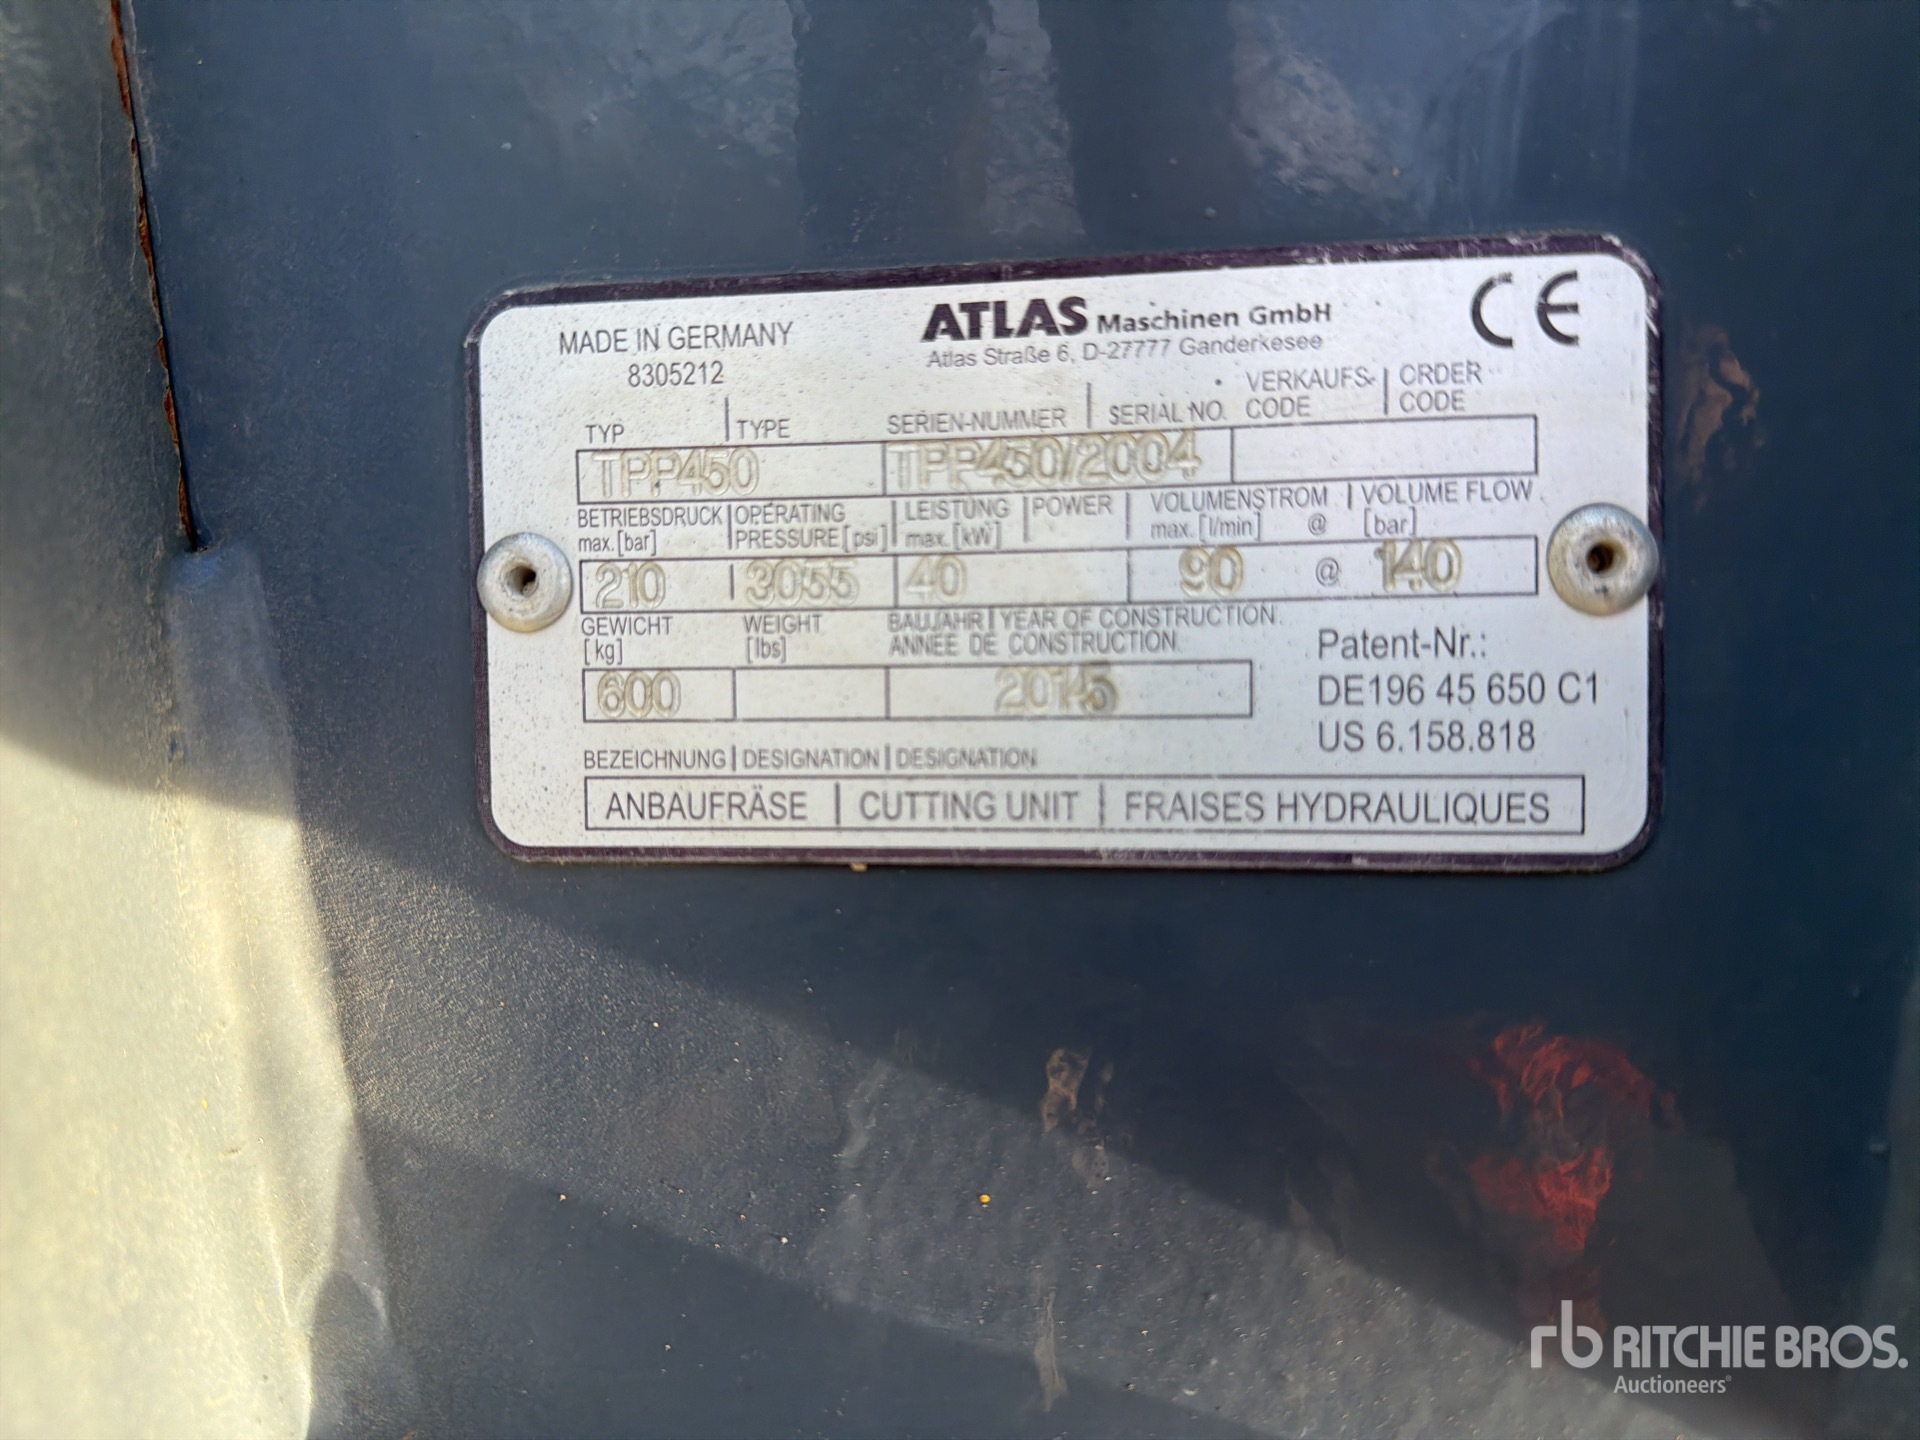 MADE IN GERMANY
8305212
ATLAS Maschinen GmbH
Atlas Straße 6, D-27777 Ganderkesee
CE
TYP | TYPE SERIEN-NUMMER | SERIAL NO. VERKAUFS-CODE | ORDER CODE
TPP450 TPP450/2004
BETRIEBSDRUCK max.[bar] | OPERATING PRESSURE [psi] | LEISTUNG max. [kW] | POWER | VOLUMENSTROM max. [l/min] @ | VOLUME FLOW [bar]
210 | 3055 40 90 @ 140
GEWICHT [kg] WEIGHT [lbs] BAUJAHR | YEAR OF CONSTRUCTION
ANNEE DE CONSTRUCTION
600 2015
Patent-Nr.:
DE196 45 650 C1
US 6.158.818
BEZEICHNUNG | DESIGNATION | DESIGNATION
ANBAUFRÄSE | CUTTING UNIT | FRAISES HYDRAULIQUES
rb RITCHIE BROS.
Auctioneers